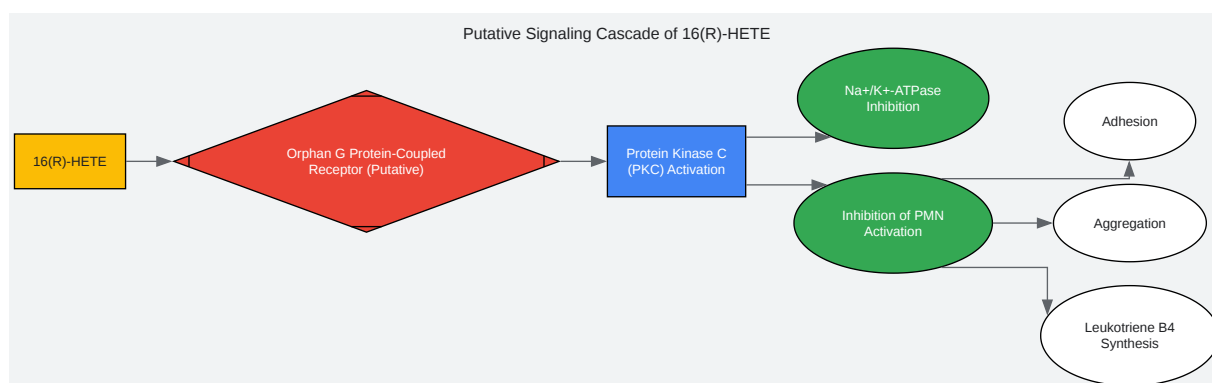 Putative Signaling Cascade of 16(R)-HETE
16(R)-HETE
Orphan G Protein-Coupled
Receptor (Putative)
Protein Kinase C
(PKC) Activation
Na+/K+-ATPase
Inhibition
Inhibition of PMN
Activation
Adhesion
Aggregation
Leukotriene B4
Synthesis